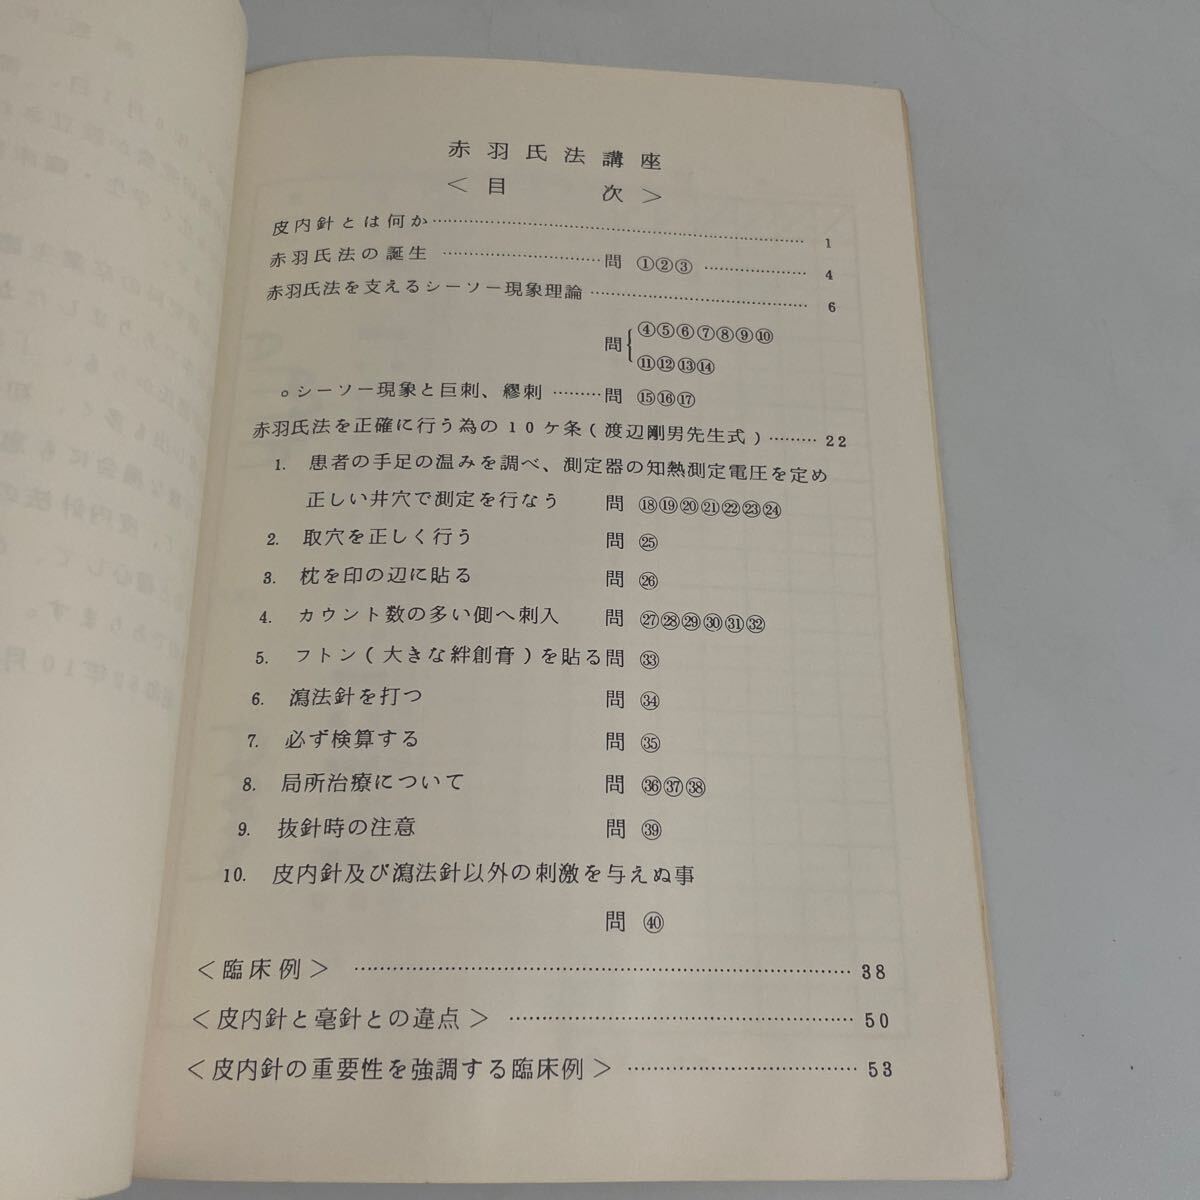 赤羽氏法講座
＜目　　次＞
皮内針とは何か…………………………………………… 1
赤羽氏法の誕生 …………………問 ①②③ …………… 4
赤羽氏法を支えるシーソー現象理論…………………………… 6
問{④⑤⑥⑦⑧⑨⑩
⑪⑫⑬⑭
○シーソー現象と巨刺、繆刺 ………問 ⑮⑯⑰
赤羽氏法を正確に行う為の10ケ条(渡辺剛男先生式)……… 22
1. 患者の手足の温みを調べ、測定器の知熱測定電圧を定め
正しい井穴で測定を行なう 問 ⑱⑲⑳㉑㉒㉓㉔
2. 取穴を正しく行う 問 ㉕
3. 枕を印の辺に貼る 問 ㉖
4. カウント数の多い側へ刺入 問 ㉗㉘㉙㉚㉛㉜
5. フトン(大きな絆創膏)を貼る問 ㉝
6. 瀉法針を打つ 問 ㉞
7. 必ず検算する 問 ㉟
8. 局所治療について 問 ㊱㊲㊳
9. 抜針時の注意 問 ㊴
10. 皮内針及び瀉法針以外の刺激を与えぬ事
問 ㊵
＜臨床例＞ ………………………………………………………… 38
＜皮内針と毫針との違点＞ ……………………………………… 50
＜皮内針の重要性を強調する臨床例＞ ………………………… 53